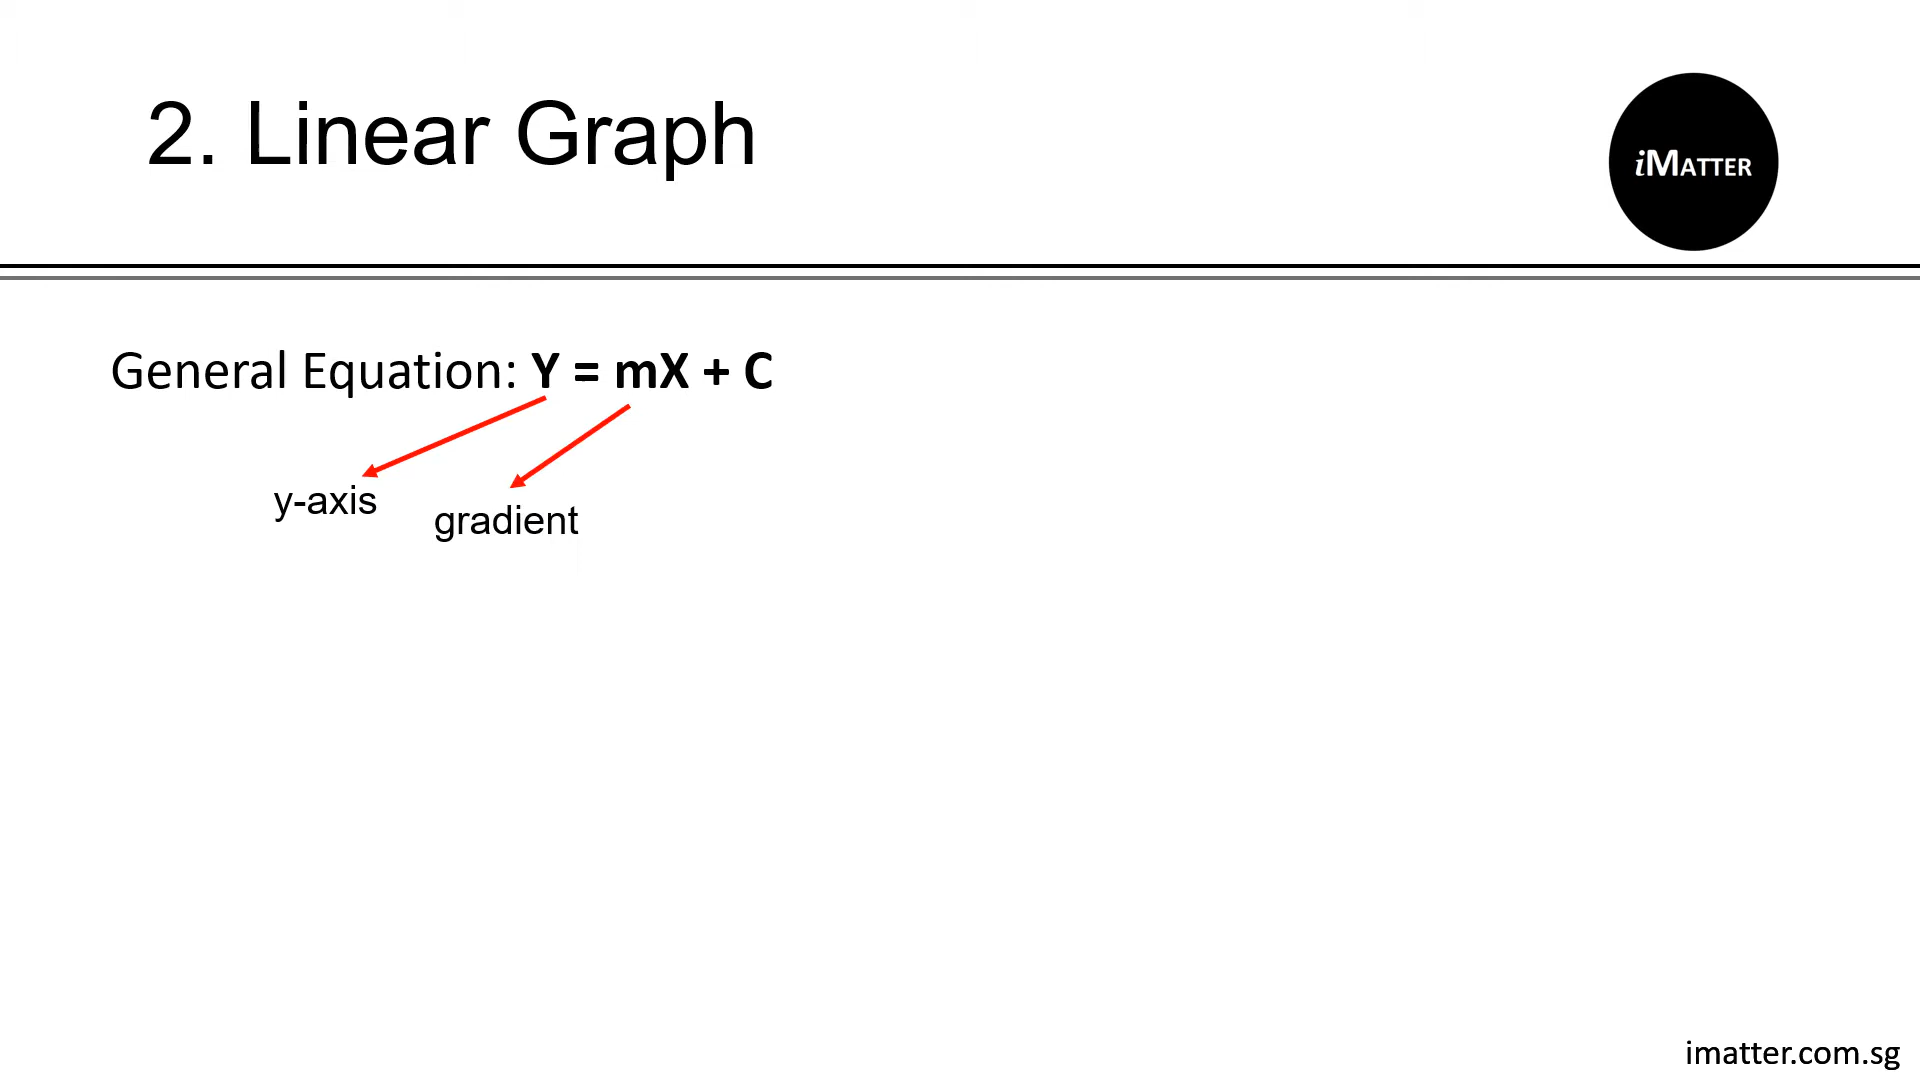 2. Linear Graph
iMATTER
General Equation: Y = mX + C
y-axis
gradient
imatter.com.sg